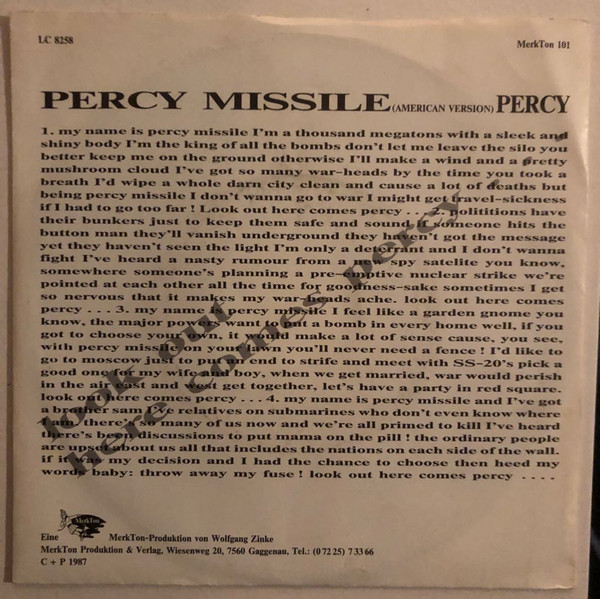 LC 8258
MerkTon 101
PERCY MISSILE (AMERICAN VERSION) PERCY
1. my name is percy missile I'm a thousand megatons with a sleek and
shiny body I'm the king of all the bombs don't let me leave the silo you
better keep me on the ground otherwise I'll make a wind and a pretty
mushroom cloud I've got so many war-heads by the time you took a
breath I'd wipe a whole darn city clean and cause a lot of deaths but
being percy missile I don't wanna go to war I might get travel-sickness
if I had to go too far ! Look out here comes percy . . . 2. polititions have
their bunkers just to keep them safe and sound if someone hits the
button man they'll vanish underground they haven't got the message
yet they haven't seen the light I'm only a deterrant and I don't wanna
fight I've heard a nasty rumour from a spy satelite you know,
somewhere someone's planning a pre-emptive nuclear strike we're
pointed at each other all the time for goodness-sake sometimes I get
so nervous that it makes my war-heads ache. look out here comes
percy . . . 3. my name is percy missile I feel like a garden gnome you
know, the major powers want to put a bomb in every home well, if you
got to choose your own, it would make a lot of sense cause, you see,
with percy missile on your lawn you'll never need a fence ! I'd like to
go to moscow just to put an end to strife and meet with SS-20's pick a
good one for my wife and boy, when we get married, war would perish
in the air east and west get together, let's have a party in red square.
look out here comes percy . . . 4. my name is percy missile and I've got
a brother sam I've relatives on submarines who don't even know where
I am there's so many of us now and we're all primed to kill I've heard
there's been discussions to put mama on the pill ! the ordinary people
are upset about us all that includes the nations on each side of the wall.
if it was my decision and I had the chance to choose then heed my
words baby: throw away my fuse ! look out here comes percy . . . .
look out
here comes percy
MerkTon
Eine MerkTon-Produktion von Wolfgang Zinke
MerkTon Produktion & Verlag, Wiesenweg 20, 7560 Gaggenau, Tel.: (0 72 25) 7 33 66
C + P 1987